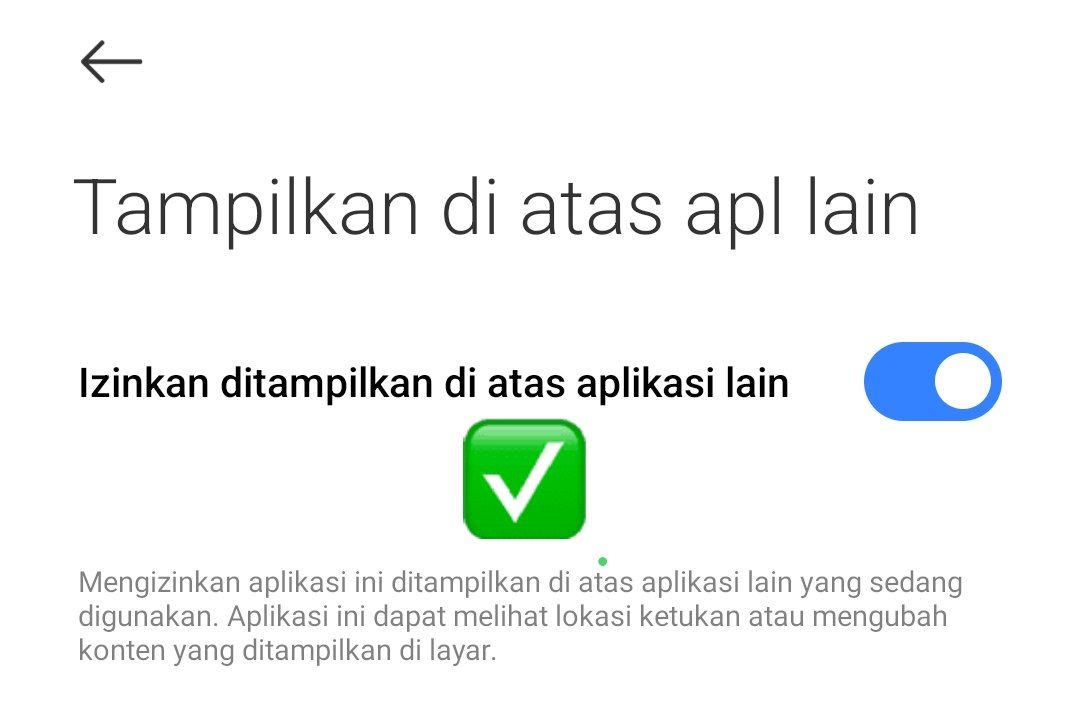 Tampilkan di atas apl lain
Izinkan ditampilkan di atas aplikasi lain
Mengizinkan aplikasi ini ditampilkan di atas aplikasi lain yang sedang
digunakan. Aplikasi ini dapat melihat lokasi ketukan atau mengubah
konten yang ditampilkan di layar.